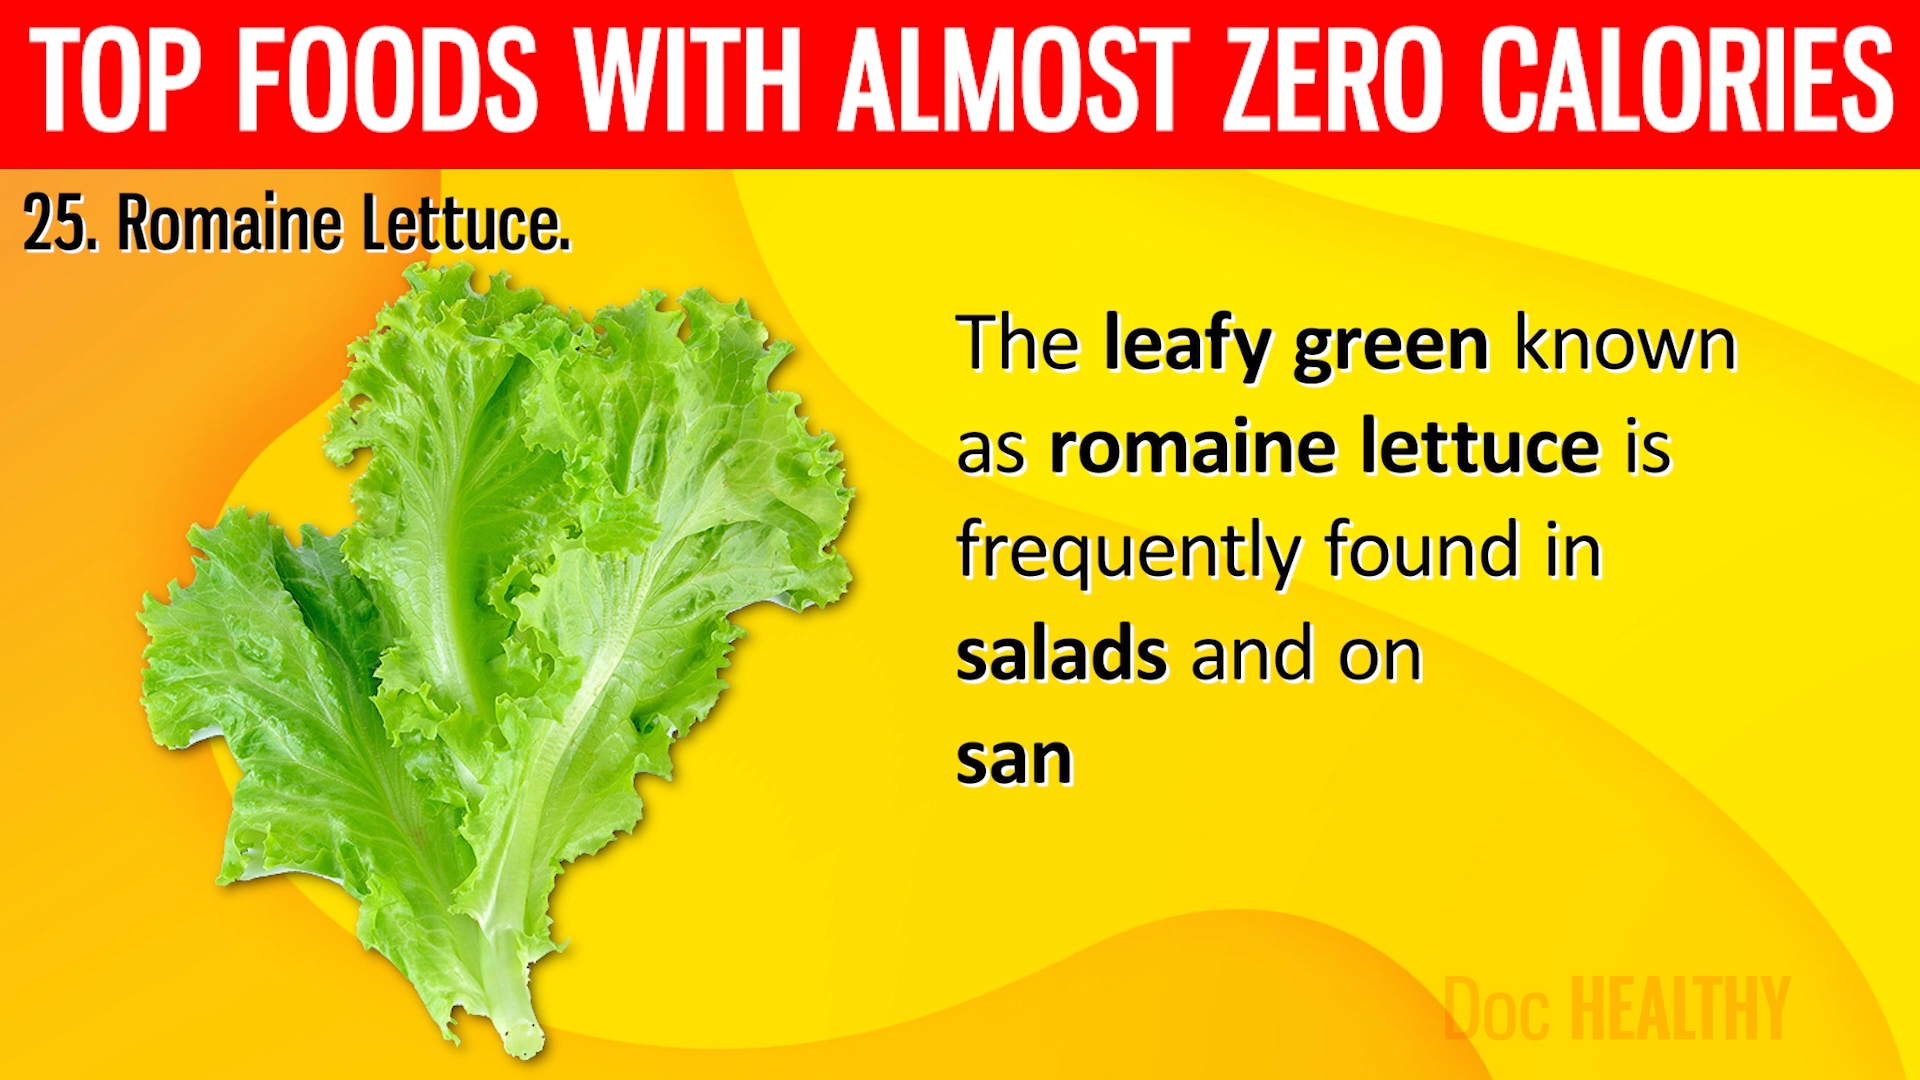 TOP FOODS WITH ALMOST ZERO CALORIES
25. Romaine Lettuce.
The leafy green known
as romaine lettuce is
frequently found in
salads and on
san
Doc HEALTHY